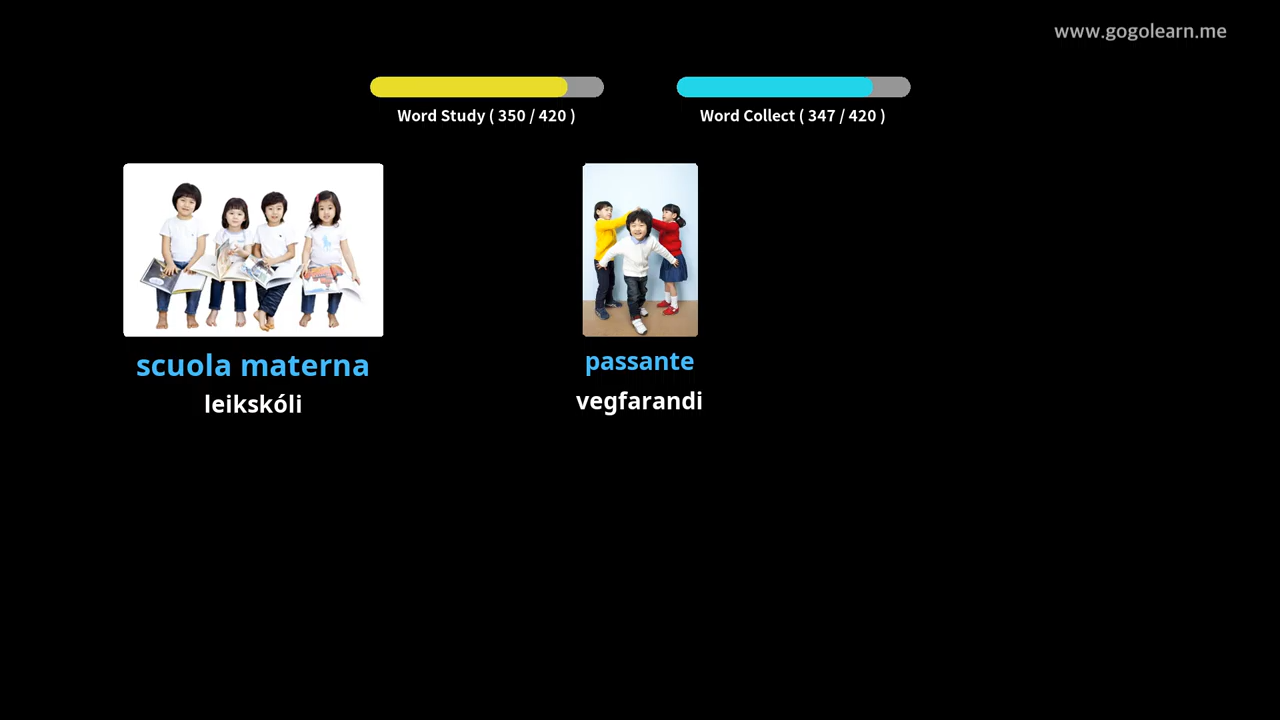 www.gogolearn.me
Word Study ( 350 / 420 )
Word Collect ( 347 / 420 )
scuola materna
leikskóli
passante
vegfarandi